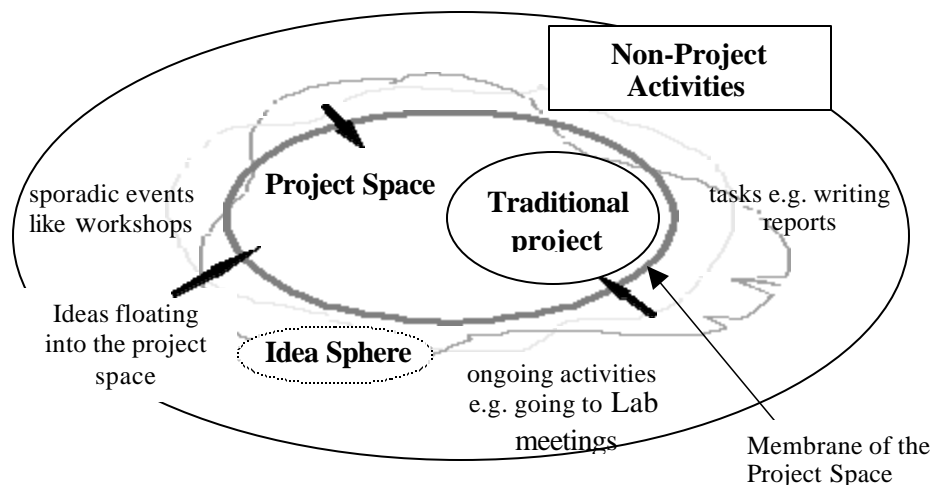 Non-Project
Activities
Project Space
Traditional
project
sporadic events
like Workshops
tasks e.g. writing
reports
Ideas floating
into the project
space
Idea Sphere
ongoing activities
e.g. going to Lab
meetings
Membrane of the
Project Space